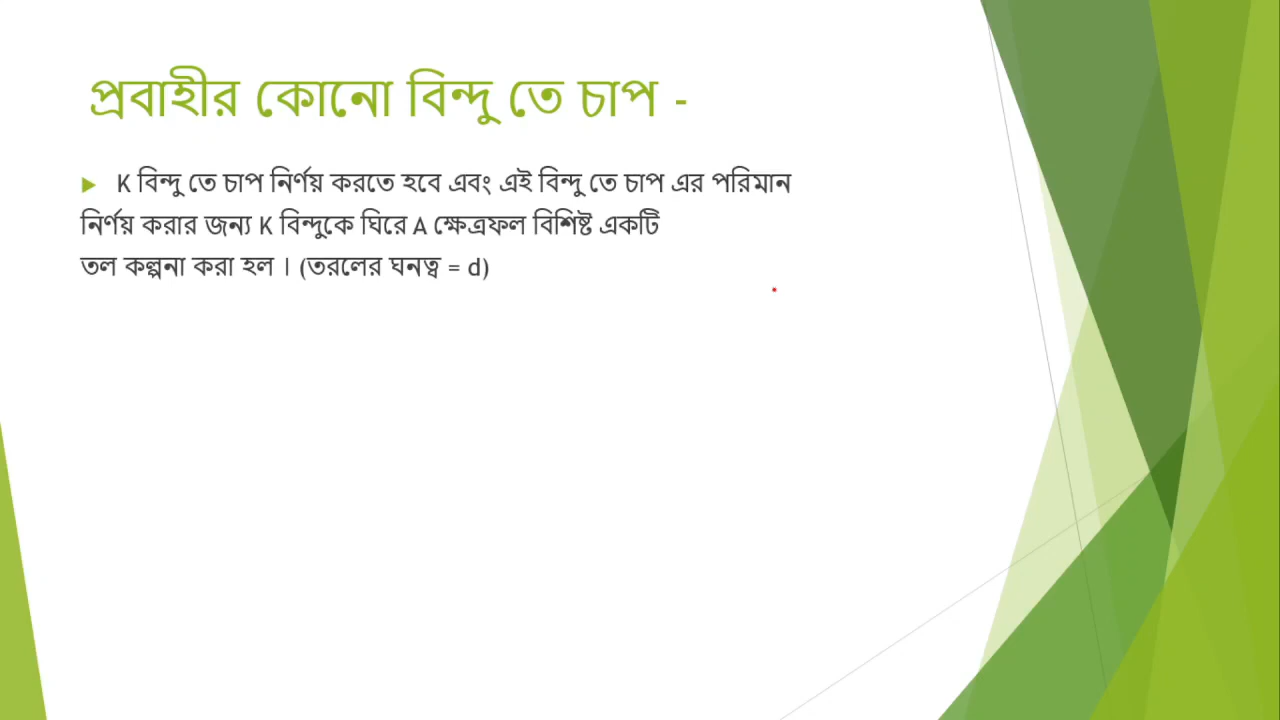 প্রবাহীর কোনো বিন্দু তে চাপ -
K বিন্দু তে চাপ নির্ণয় করতে হবে এবং এই বিন্দু তে চাপ এর পরিমান
নির্ণয় করার জন্য K বিন্দুকে ঘিরে A ক্ষেত্রফল বিশিষ্ট একটি
তল কল্পনা করা হল । (তরলের ঘনত্ব = d)